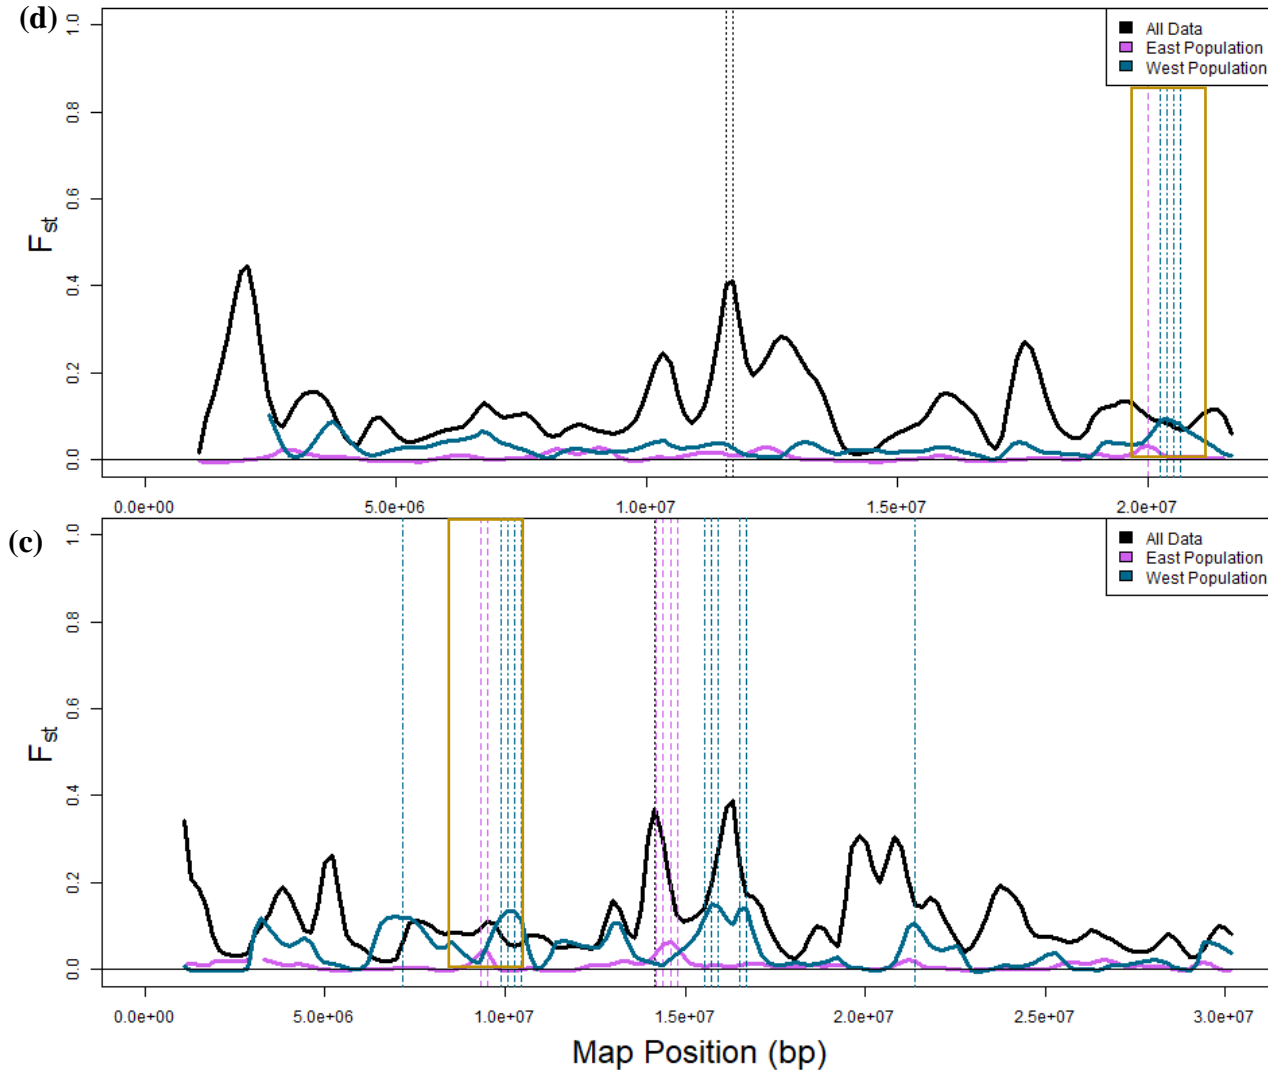 (d)
All Data
East Population
West Population
1.0
0.8
0.6
0.4
0.2
0.0
Fst
0.0e+00 5.0e+06 1.0e+07 1.5e+07 2.0e+07
(c)
All Data
East Population
West Population
1.0
0.8
0.6
0.4
0.2
0.0
Fst
0.0e+00 5.0e+06 1.0e+07 1.5e+07 2.0e+07 2.5e+07 3.0e+07
Map Position (bp)